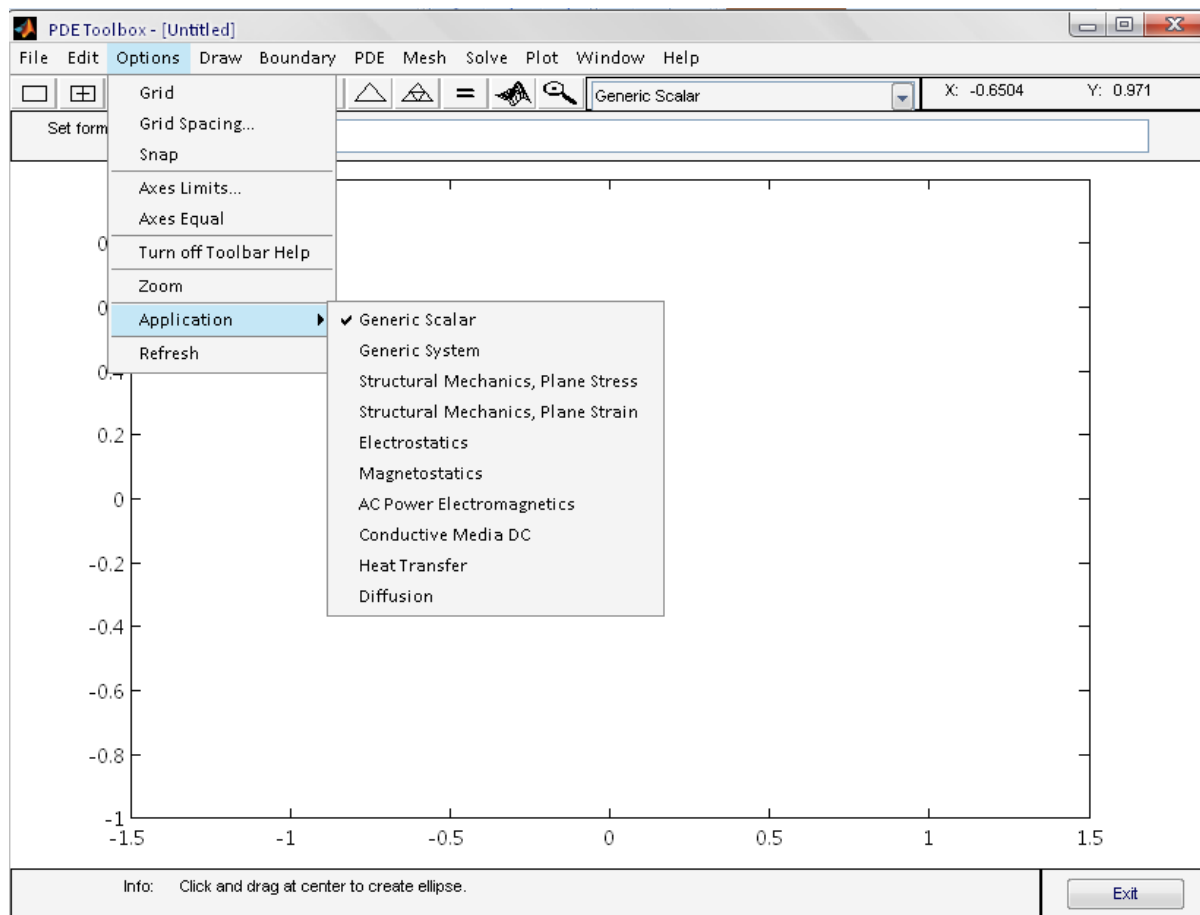 PDE Toolbox - [Untitled]
File Edit Options Draw Boundary PDE Mesh Solve Plot Window Help
Generic Scalar
X: -0.6504 Y: 0.971
Set form
Grid
Grid Spacing...
Snap
Axes Limits...
Axes Equal
Turn off Toolbar Help
Zoom
Application
Refresh
Generic Scalar
Generic System
Structural Mechanics, Plane Stress
Structural Mechanics, Plane Strain
Electrostatics
Magnetostatics
AC Power Electromagnetics
Conductive Media DC
Heat Transfer
Diffusion
0.4
0.2
0
-0.2
-0.4
-0.6
-0.8
-1
-1.5 -1 -0.5 0 0.5 1 1.5
Info: Click and drag at center to create ellipse.
Exit